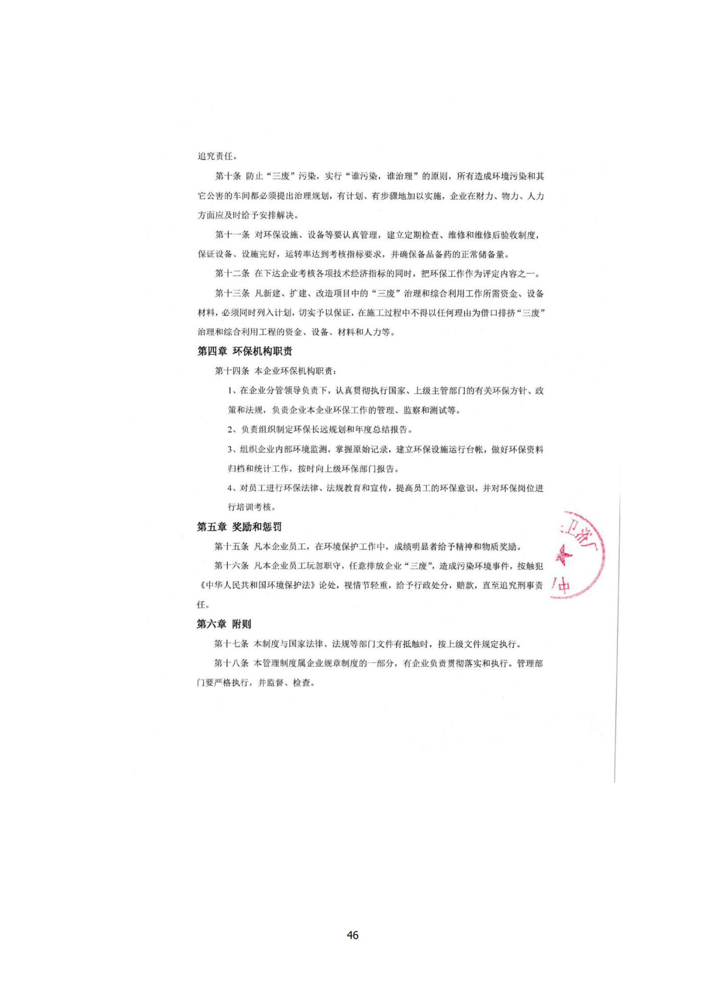 追究责任。
第十条 防止“三废”污染，实行“谁污染，谁治理”的原则，所有造成环境污染和其
它公害的车间都必须提出治理规划，有计划、有步骤地加以实施，企业在财力、物力、人力
方面应及时给予安排解决。
第十一条 对环保设施、设备等要认真管理，建立定期检查、维修和维修后验收制度，
保证设备、设施完好，运转率达到考核指标要求，并确保备品备药的正常储备量。
第十二条 在下达企业考核各项技术经济指标的同时，把环保工作作为评定内容之一。
第十三条 凡新建、扩建、改造项目中的“三废”治理和综合利用工作所需资金、设备
材料，必须同时列入计划，切实予以保证，在施工过程中不得以任何理由为借口排挤“三废”
治理和综合利用工程的资金、设备、材料和人力等。
第四章 环保机构职责
第十四条 本企业环保机构职责：
1、在企业分管领导负责下，认真贯彻执行国家、上级主管部门的有关环保方针、政
策和法规，负责企业本企业环保工作的管理、监察和测试等。
2、负责组织制定环保长远规划和年度总结报告。
3、组织企业内部环境监测，掌握原始记录，建立环保设施运行台帐，做好环保资料
归档和统计工作，按时向上级环保部门报告。
4、对员工进行环保法律、法规教育和宣传，提高员工的环保意识，并对环保岗位进
行培训考核。
第五章 奖励和惩罚
第十五条 凡本企业员工，在环境保护工作中，成绩明显者给予精神和物质奖励。
第十六条 凡本企业员工玩忽职守，任意排放企业“三废”，造成污染环境事件，按触犯
《中华人民共和国环境保护法》论处，视情节轻重，给予行政处分，赔款，直至追究刑事责
任。
第六章 附则
第十七条 本制度与国家法律、法规等部门文件有抵触时，按上级文件规定执行。
第十八条 本管理制度属企业规章制度的一部分，有企业负责贯彻落实和执行。管理部
门要严格执行，并监督、检查。
卫浴厂
中
46